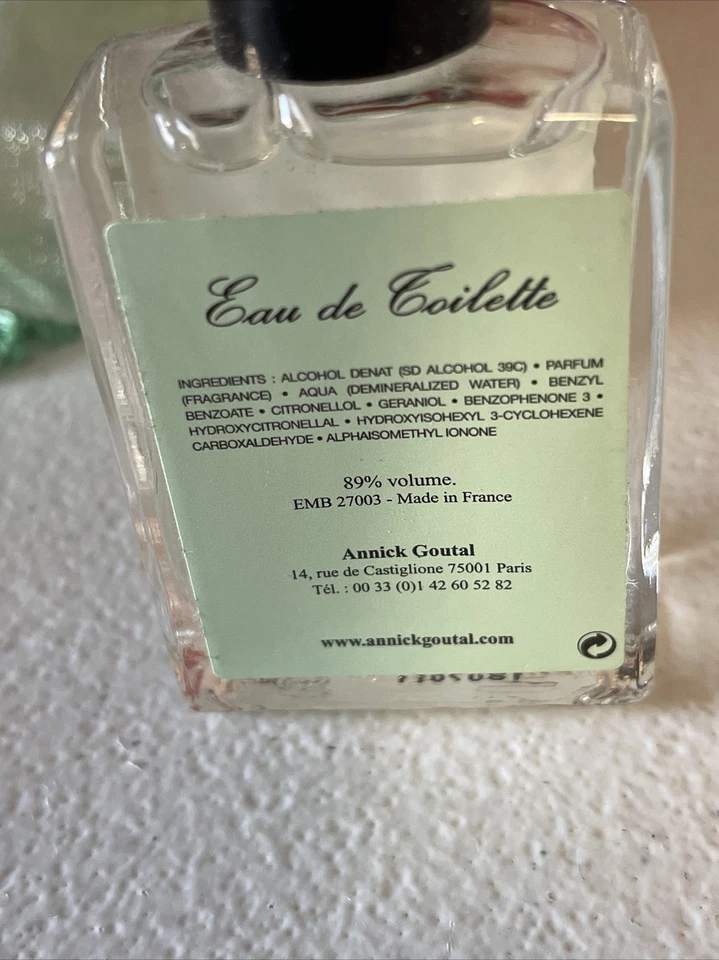 Eau de Toilette
INGREDIENTS : ALCOHOL DENAT (SD ALCOHOL 39C) • PARFUM
(FRAGRANCE) • AQUA (DEMINERALIZED WATER) • BENZYL
BENZOATE • CITRONELLOL • GERANIOL • BENZOPHENONE 3 •
HYDROXYCITRONELLAL • HYDROXYISOHEXYL 3-CYCLOHEXENE
CARBOXALDEHYDE • ALPHAISOMETHYL IONONE
89% volume.
EMB 27003 - Made in France
Annick Goutal
14, rue de Castiglione 75001 Paris
Tél. : 00 33 (0)1 42 60 52 82
www.annickgoutal.com